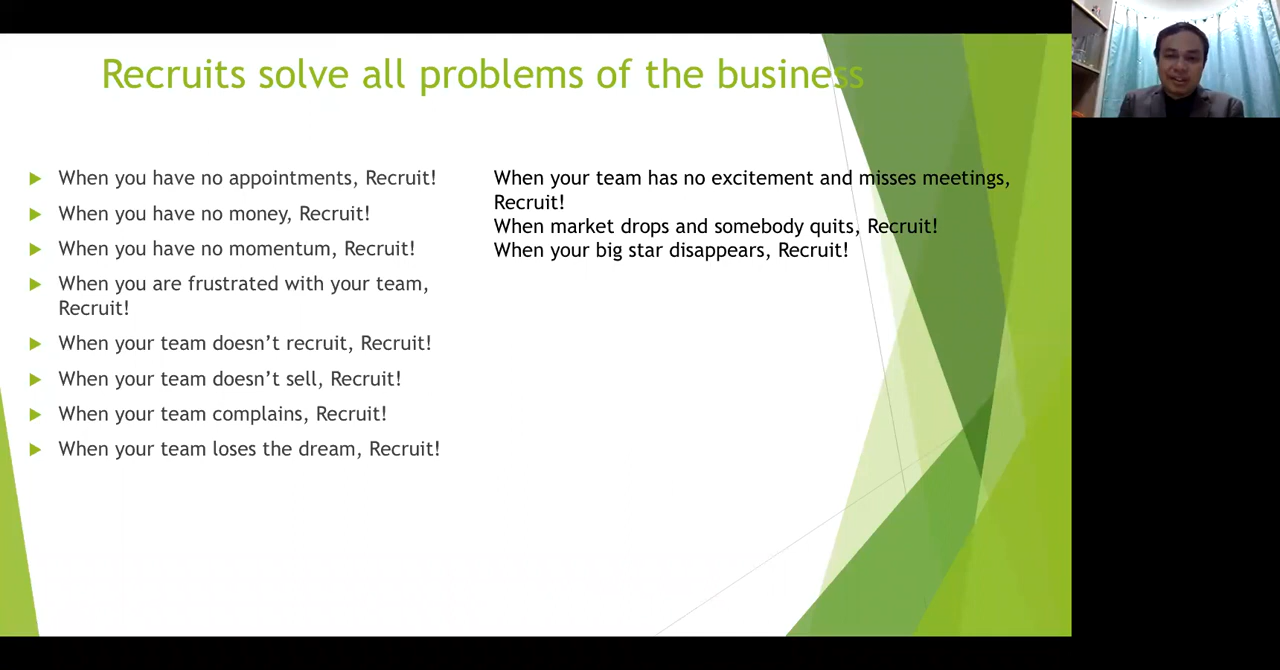 Recruits solve all problems of the business
When you have no appointments, Recruit!
When you have no money, Recruit!
When you have no momentum, Recruit!
When you are frustrated with your team,
Recruit!
When your team doesn’t recruit, Recruit!
When your team doesn’t sell, Recruit!
When your team complains, Recruit!
When your team loses the dream, Recruit!
When your team has no excitement and misses meetings,
Recruit!
When market drops and somebody quits, Recruit!
When your big star disappears, Recruit!